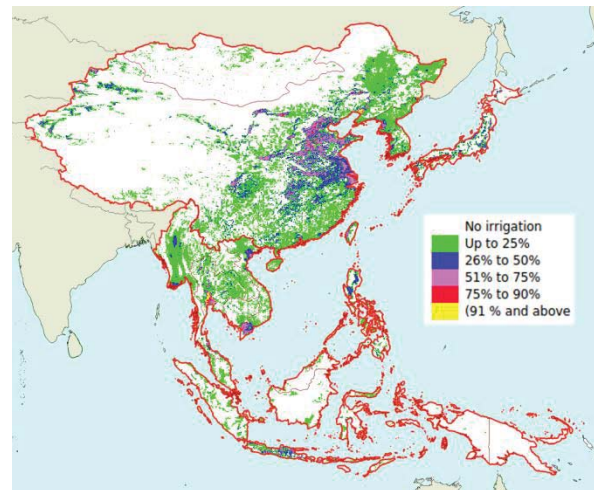 No irrigation
Up to 25%
26% to 50%
51% to 75%
75% to 90%
(91 % and above